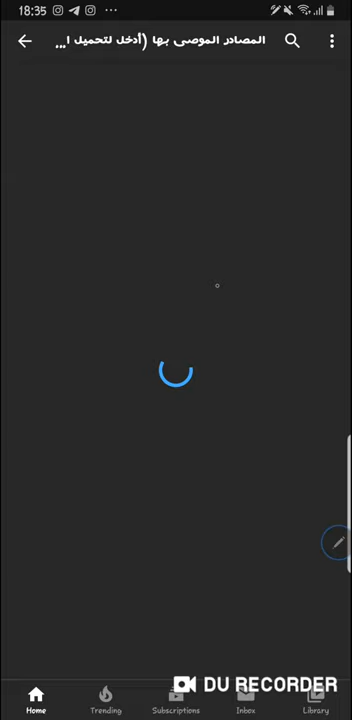 18:35
المصادر الموصى بها (أدخل لتحميل ا...
Home
Trending
Subscriptions
Inbox
Library
DU RECORDER